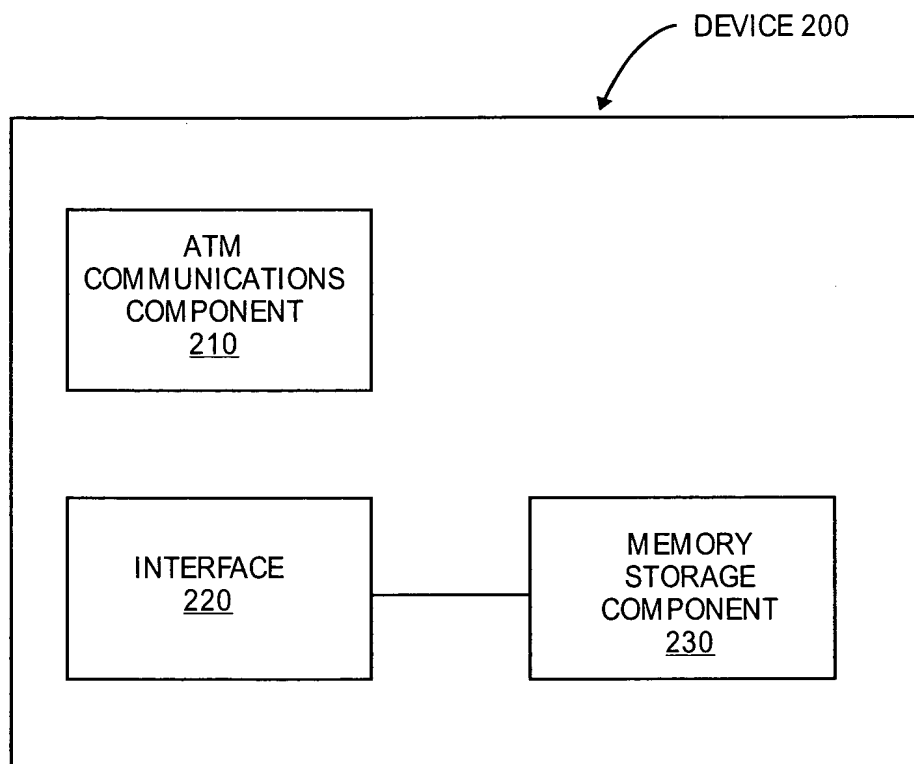 DEVICE 200
ATM
COMMUNICATIONS
COMPONENT
210
INTERFACE
220
MEMORY
STORAGE
COMPONENT
230